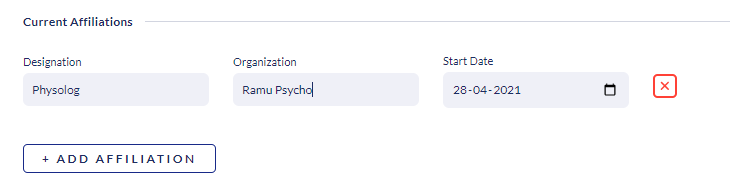 Current Affiliations
Designation Organization Start Date
Physolog Ramu Psycho 28-04-2021
+ ADD AFFILIATION